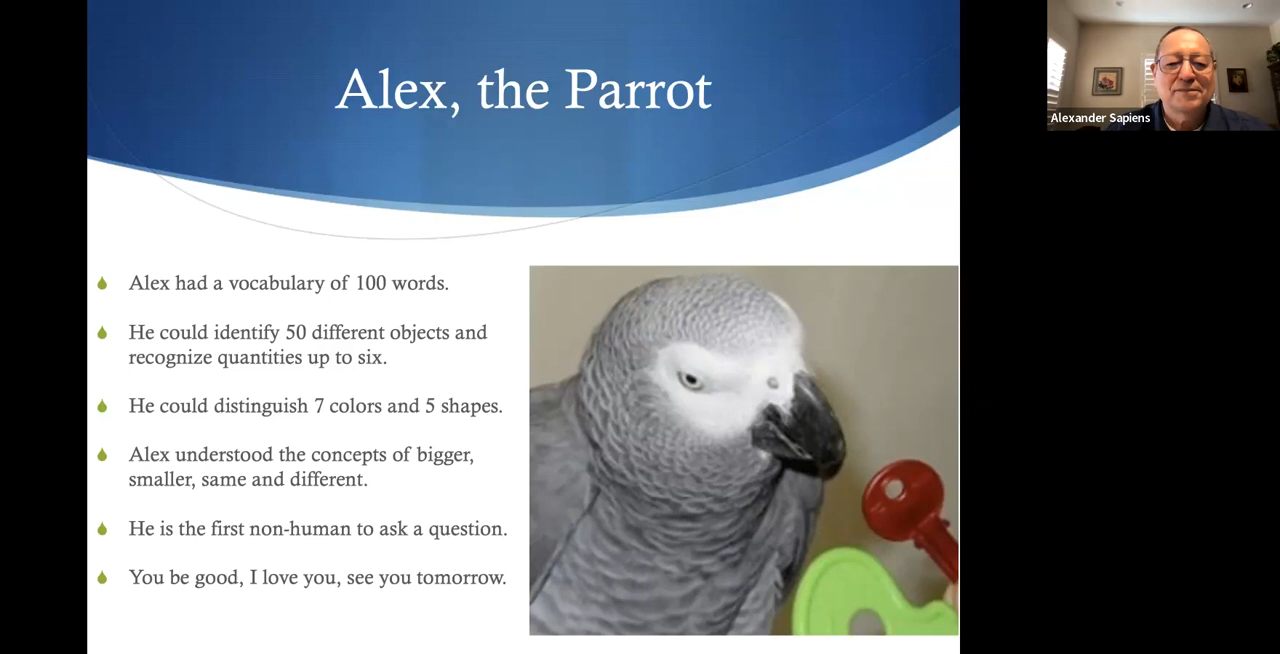 Alex, the Parrot
Alexander Sapiens
Alex had a vocabulary of 100 words.
He could identify 50 different objects and
recognize quantities up to six.
He could distinguish 7 colors and 5 shapes.
Alex understood the concepts of bigger,
smaller, same and different.
He is the first non-human to ask a question.
You be good, I love you, see you tomorrow.